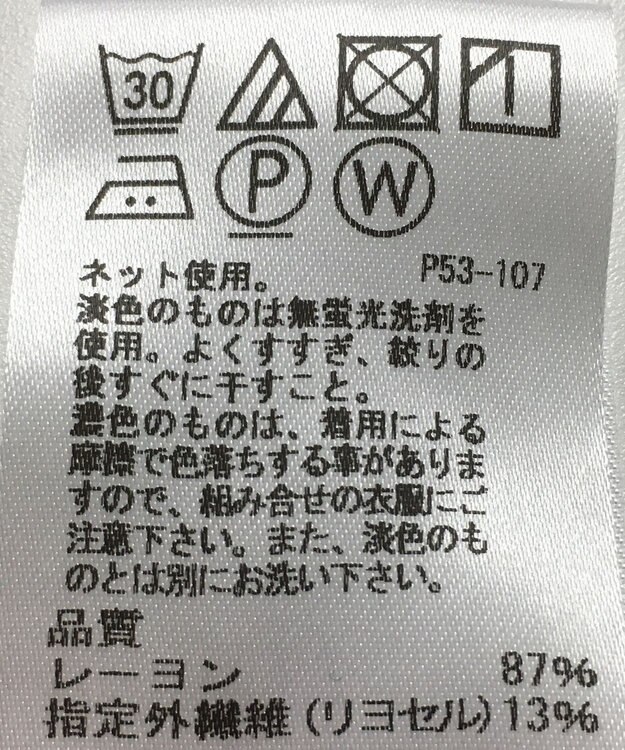 30
P W
P53-107
ネット使用。
淡色のものは無蛍光洗剤を
使用。よくすすぎ、絞りの
後すぐに干すこと。
濃色のものは、着用による
摩擦で色落ちする事がありま
すので、組み合せの衣服にご
注意下さい。また、淡色のも
のとは別にお洗い下さい。
品質
レーヨン 87%
指定外繊維(リヨセル)13%